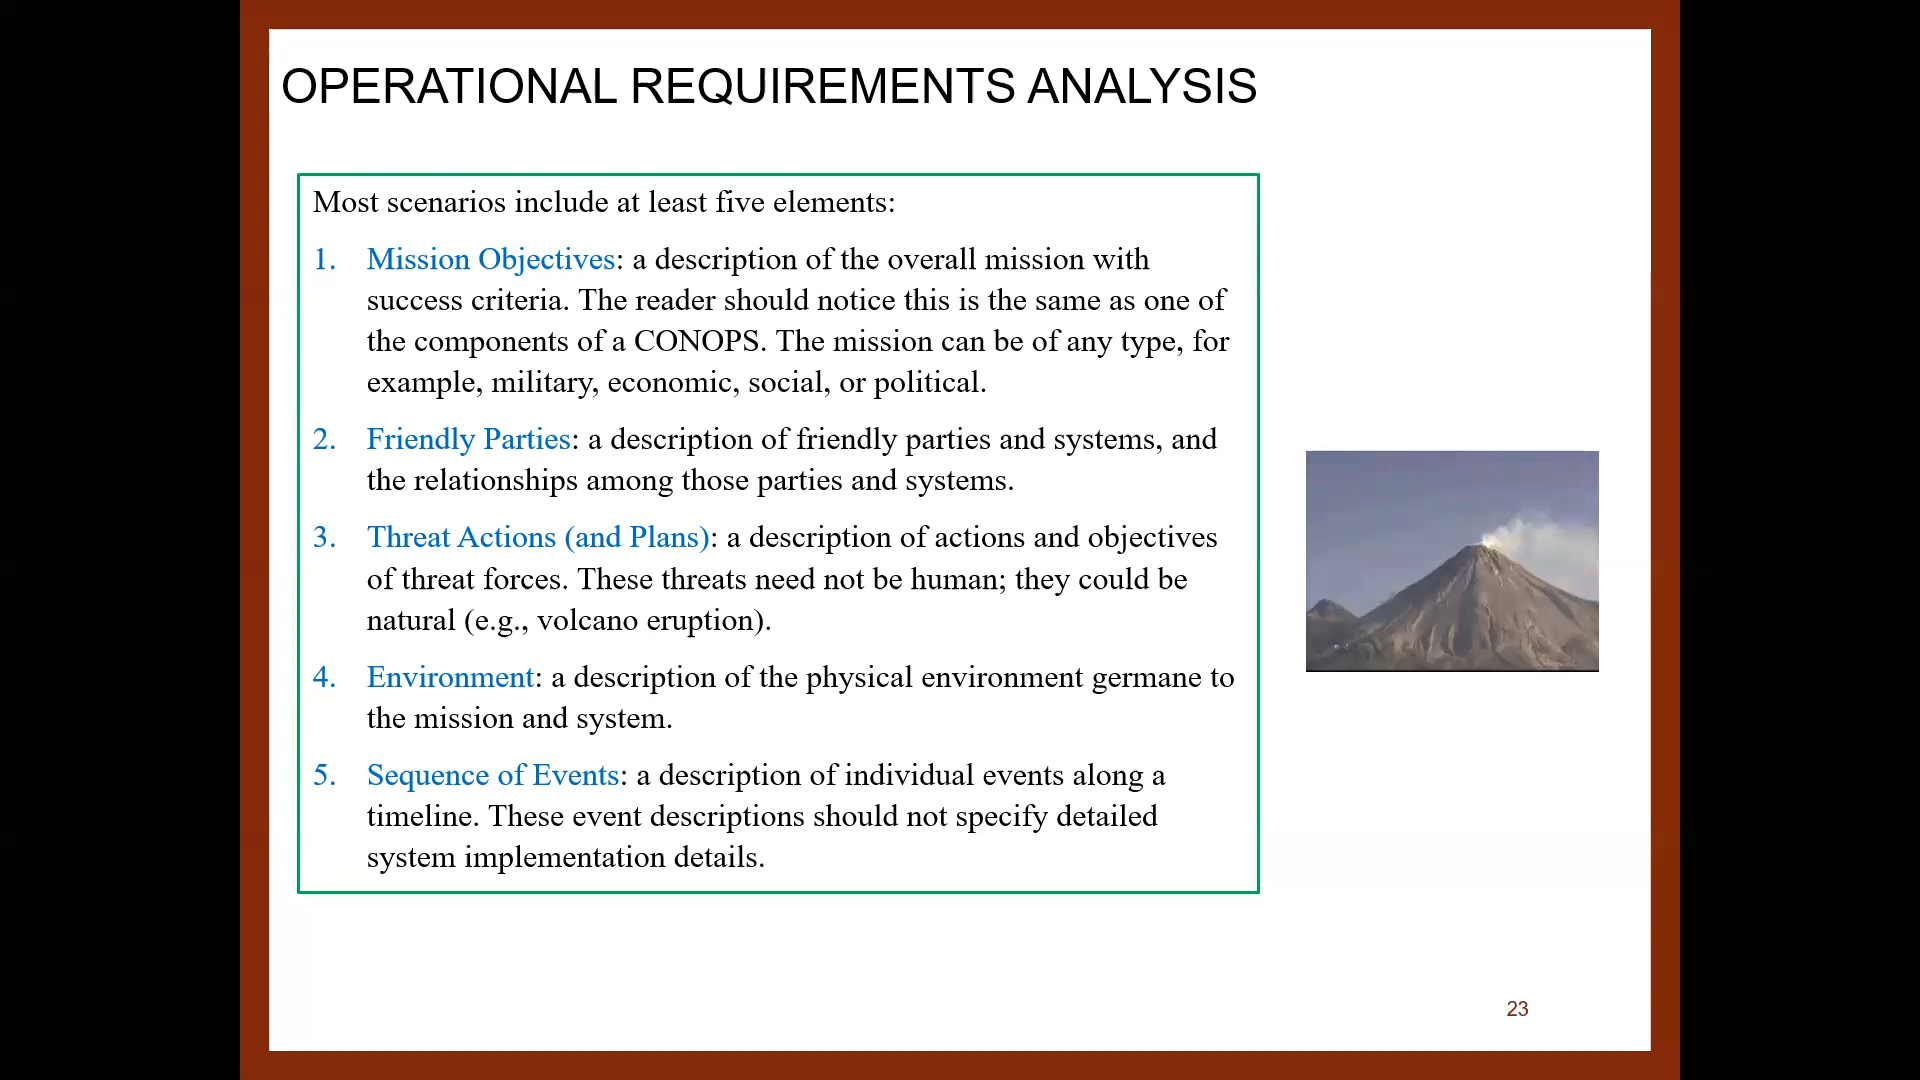 OPERATIONAL REQUIREMENTS ANALYSIS
Most scenarios include at least five elements:
1. Mission Objectives: a description of the overall mission with
success criteria. The reader should notice this is the same as one of
the components of a CONOPS. The mission can be of any type, for
example, military, economic, social, or political.
2. Friendly Parties: a description of friendly parties and systems, and
the relationships among those parties and systems.
3. Threat Actions (and Plans): a description of actions and objectives
of threat forces. These threats need not be human; they could be
natural (e.g., volcano eruption).
4. Environment: a description of the physical environment germane to
the mission and system.
5. Sequence of Events: a description of individual events along a
timeline. These event descriptions should not specify detailed
system implementation details.
23